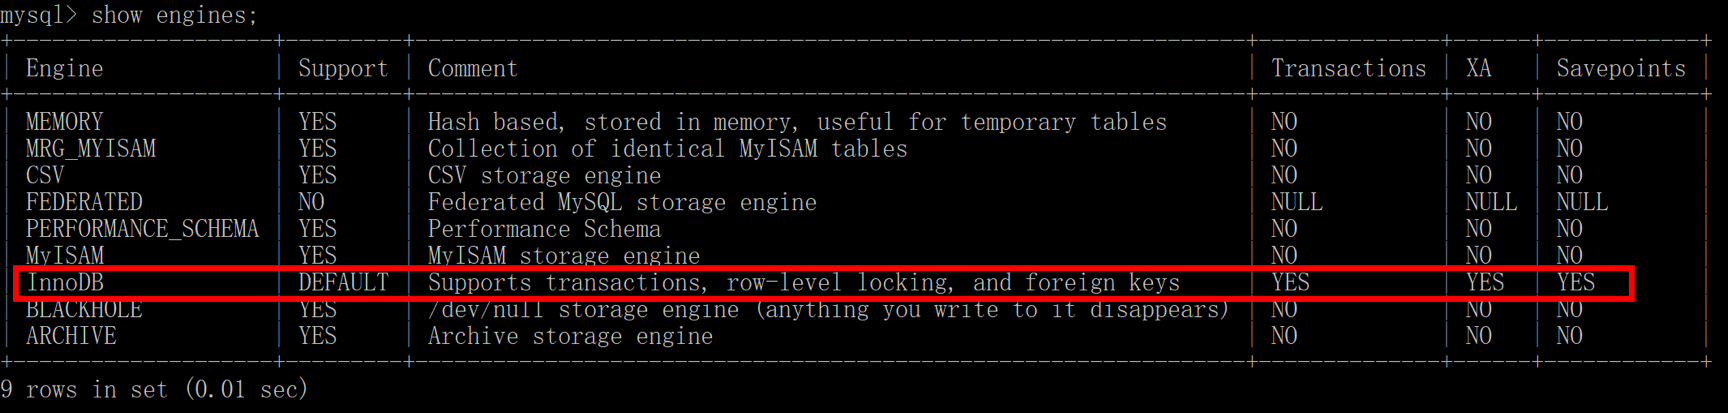 mysql> show engines;
+--------------------+---------+----------------------------------------------------------------+--------------+------+------------+
| Engine | Support | Comment | Transactions | XA | Savepoints |
+--------------------+---------+----------------------------------------------------------------+--------------+------+------------+
| MEMORY | YES | Hash based, stored in memory, useful for temporary tables | NO | NO | NO |
| MRG_MYISAM | YES | Collection of identical MyISAM tables | NO | NO | NO |
| CSV | YES | CSV storage engine | NO | NO | NO |
| FEDERATED | NO | Federated MySQL storage engine | NULL | NULL | NULL |
| PERFORMANCE_SCHEMA | YES | Performance Schema | NO | NO | NO |
| MyISAM | YES | MyISAM storage engine | NO | NO | NO |
| InnoDB | DEFAULT | Supports transactions, row-level locking, and foreign keys | YES | YES | YES |
| BLACKHOLE | YES | /dev/null storage engine (anything you write to it disappears) | NO | NO | NO |
| ARCHIVE | YES | Archive storage engine | NO | NO | NO |
+--------------------+---------+----------------------------------------------------------------+--------------+------+------------+
9 rows in set (0.01 sec)